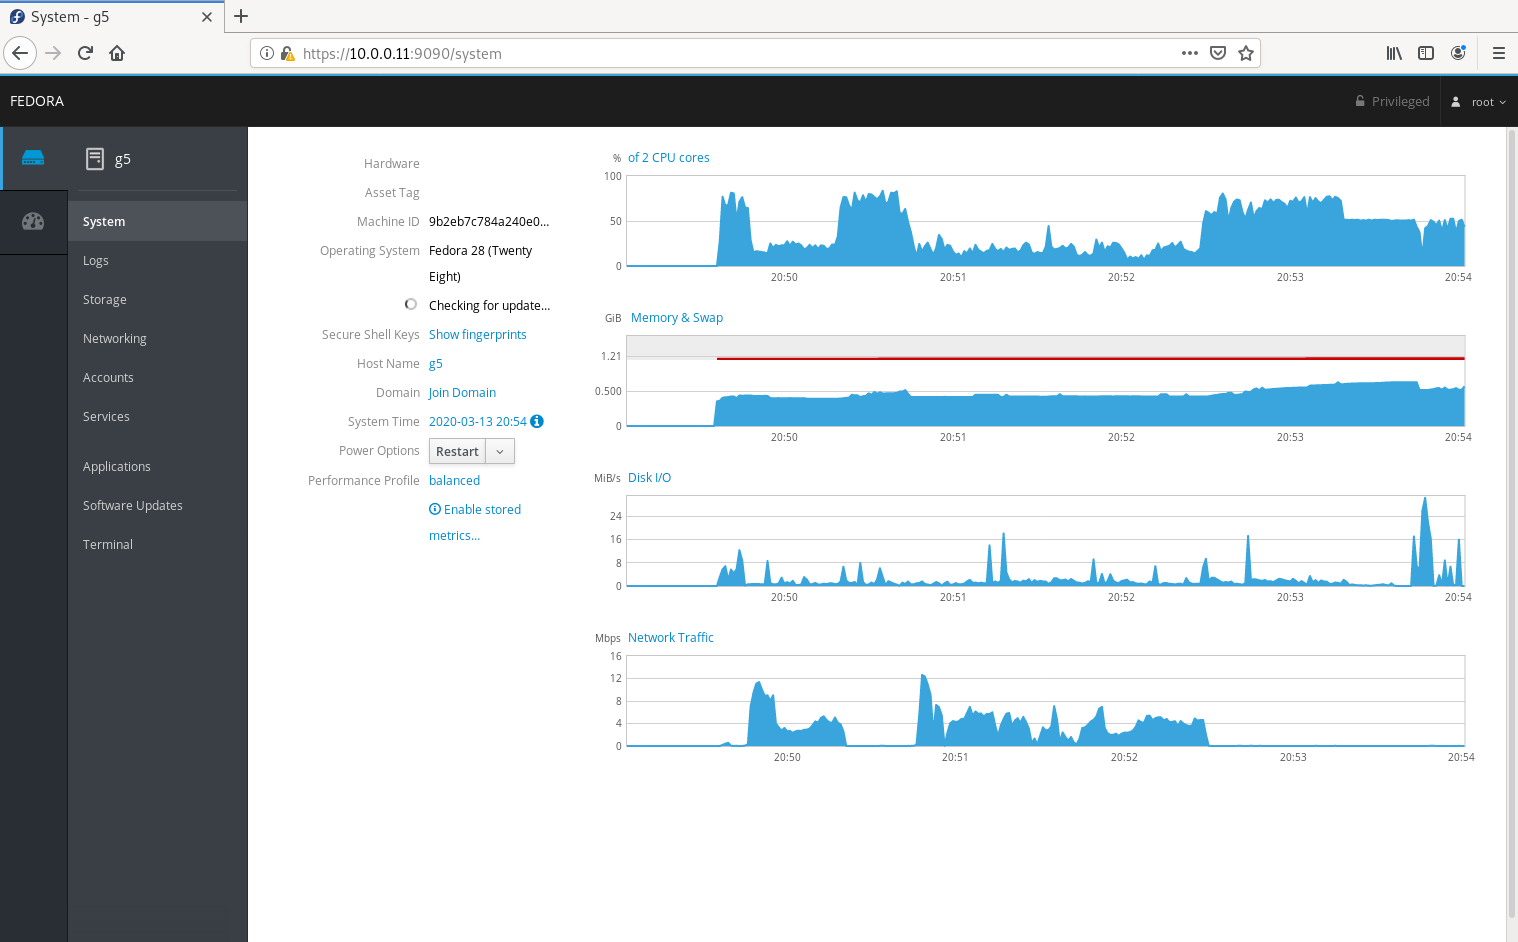 System - g5
https://10.0.0.11:9090/system
FEDORA
Privileged
root
g5
System
Logs
Storage
Networking
Accounts
Services
Applications
Software Updates
Terminal
Hardware
Asset Tag
Machine ID 9b2eb7c784a240e0...
Operating System Fedora 28 (Twenty
Eight)
Checking for update...
Secure Shell Keys Show fingerprints
Host Name g5
Domain Join Domain
System Time 2020-03-13 20:54
Power Options Restart
Performance Profile balanced
Enable stored
metrics...
% of 2 CPU cores
100
50
0
20:50 20:51 20:52 20:53 20:54
GiB Memory & Swap
1.21
0.500
0
20:50 20:51 20:52 20:53 20:54
MiB/s Disk I/O
24
16
8
0
20:50 20:51 20:52 20:53 20:54
Mbps Network Traffic
16
12
8
4
0
20:50 20:51 20:52 20:53 20:54